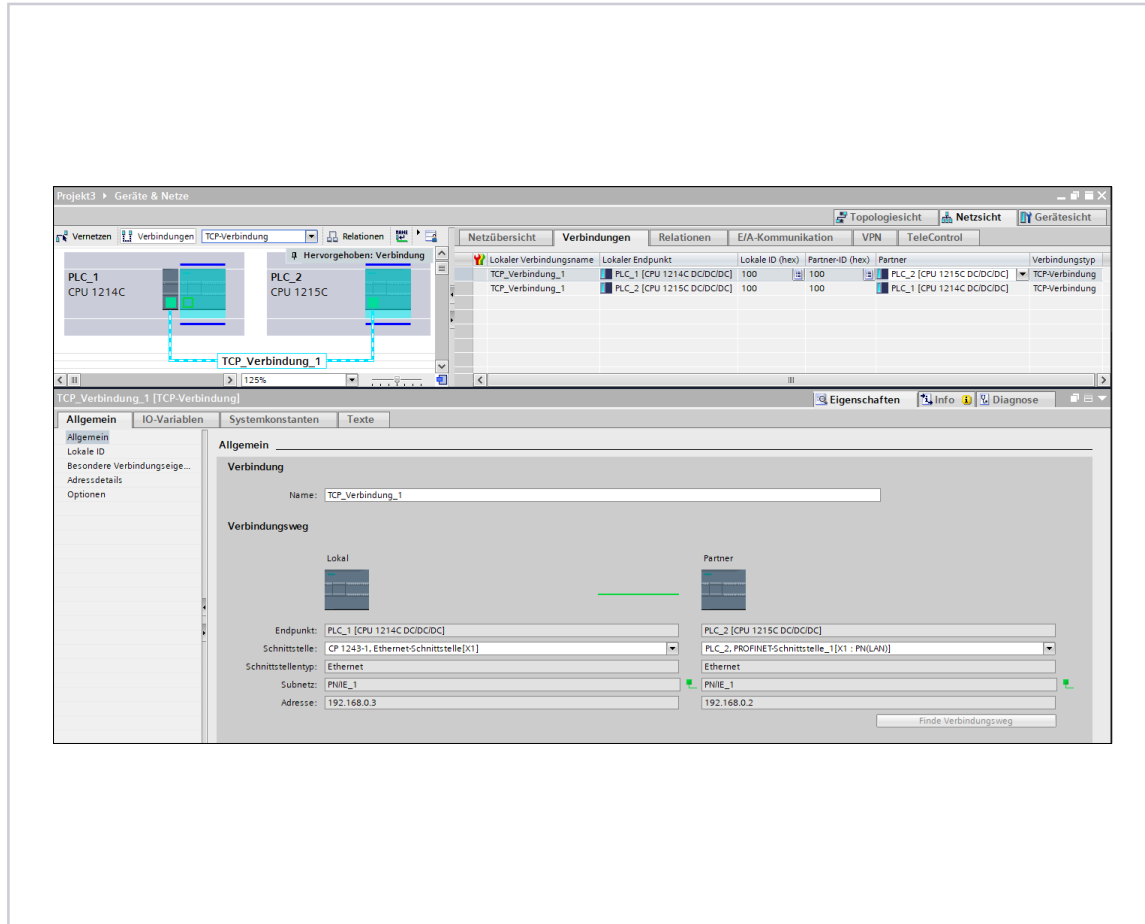 Projekt3 ▸ Geräte & Netze
Topologiesicht Netzsicht Gerätesicht
Vernetzen Verbindungen TCP-Verbindung Relationen
Netzübersicht Verbindungen Relationen E/A-Kommunikation VPN TeleControl
Hervorgehoben: Verbindung
PLC_1
CPU 1214C
PLC_2
CPU 1215C
TCP_Verbindung_1
125%
Lokaler Verbindungsname Lokaler Endpunkt Lokale ID (hex) Partner-ID (hex) Partner Verbindungstyp
TCP_Verbindung_1 PLC_1 [CPU 1214C DC/DC/DC] 100 100 PLC_2 [CPU 1215C DC/DC/DC] TCP-Verbindung
TCP_Verbindung_1 PLC_2 [CPU 1215C DC/DC/DC] 100 100 PLC_1 [CPU 1214C DC/DC/DC] TCP-Verbindung
TCP_Verbindung_1 [TCP-Verbindung]
Eigenschaften Info Diagnose
Allgemein IO-Variablen Systemkonstanten Texte
Allgemein
Lokale ID
Besondere Verbindungseige...
Adressdetails
Optionen
Allgemein
Verbindung
Name: TCP_Verbindung_1
Verbindungsweg
Lokal Partner
Endpunkt: PLC_1 [CPU 1214C DC/DC/DC] PLC_2 [CPU 1215C DC/DC/DC]
Schnittstelle: CP 1243-1, Ethernet-Schnittstelle[X1] PLC_2, PROFINET-Schnittstelle_1[X1 : PN(LAN)]
Schnittstellentyp: Ethernet Ethernet
Subnetz: PN/IE_1 PN/IE_1
Adresse: 192.168.0.3 192.168.0.2
Finde Verbindungsweg